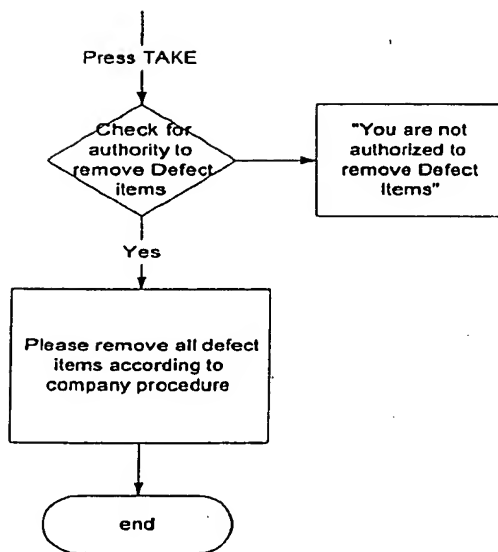 Press TAKE
Check for
authority to
remove Defect
items
"You are not
authorized to
remove Defect
Items"
Yes
Please remove all defect
items according to
company procedure
end